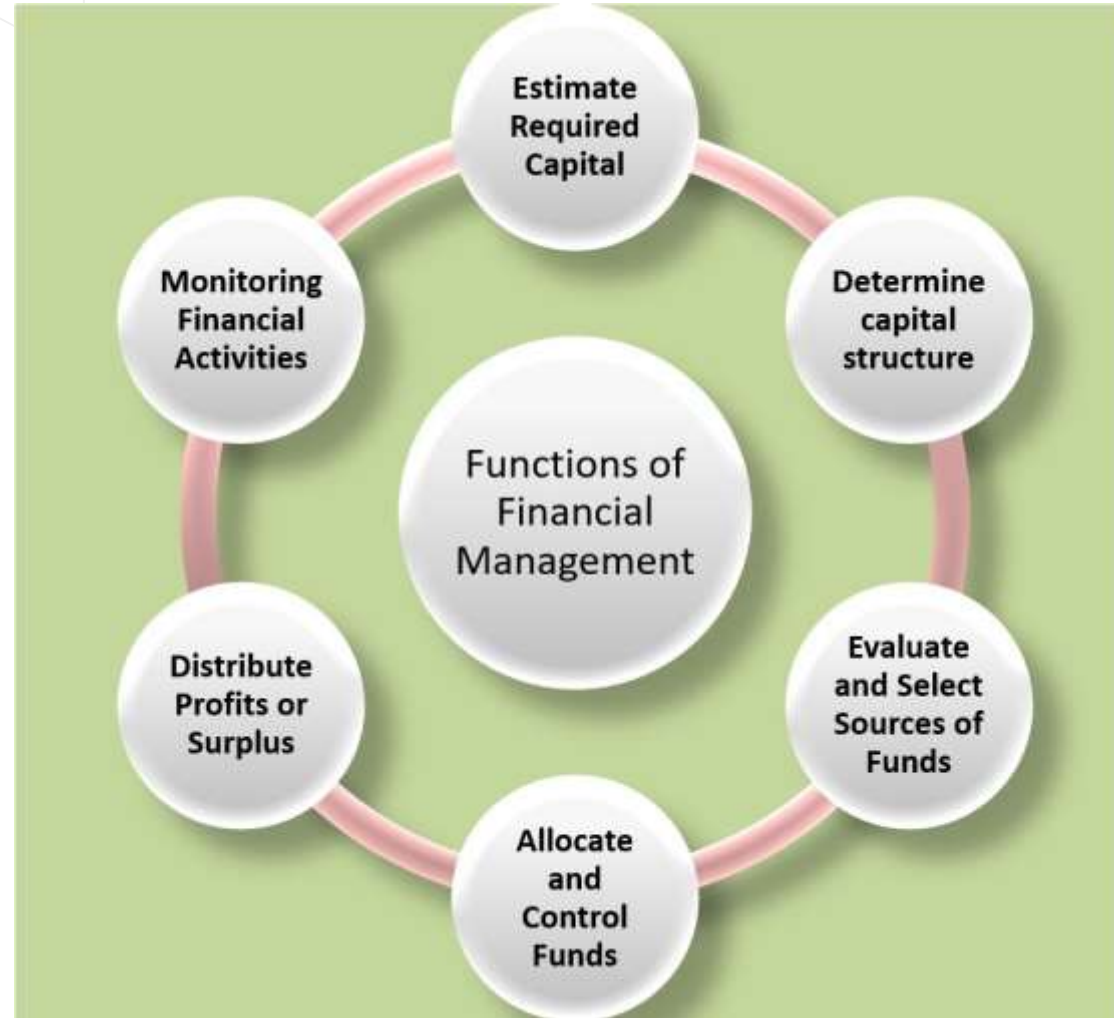 Estimate
Required
Capital
Determine
capital
structure
Evaluate
and Select
Sources of
Funds
Allocate
and
Control
Funds
Distribute
Profits or
Surplus
Monitoring
Financial
Activities
Functions of
Financial
Management